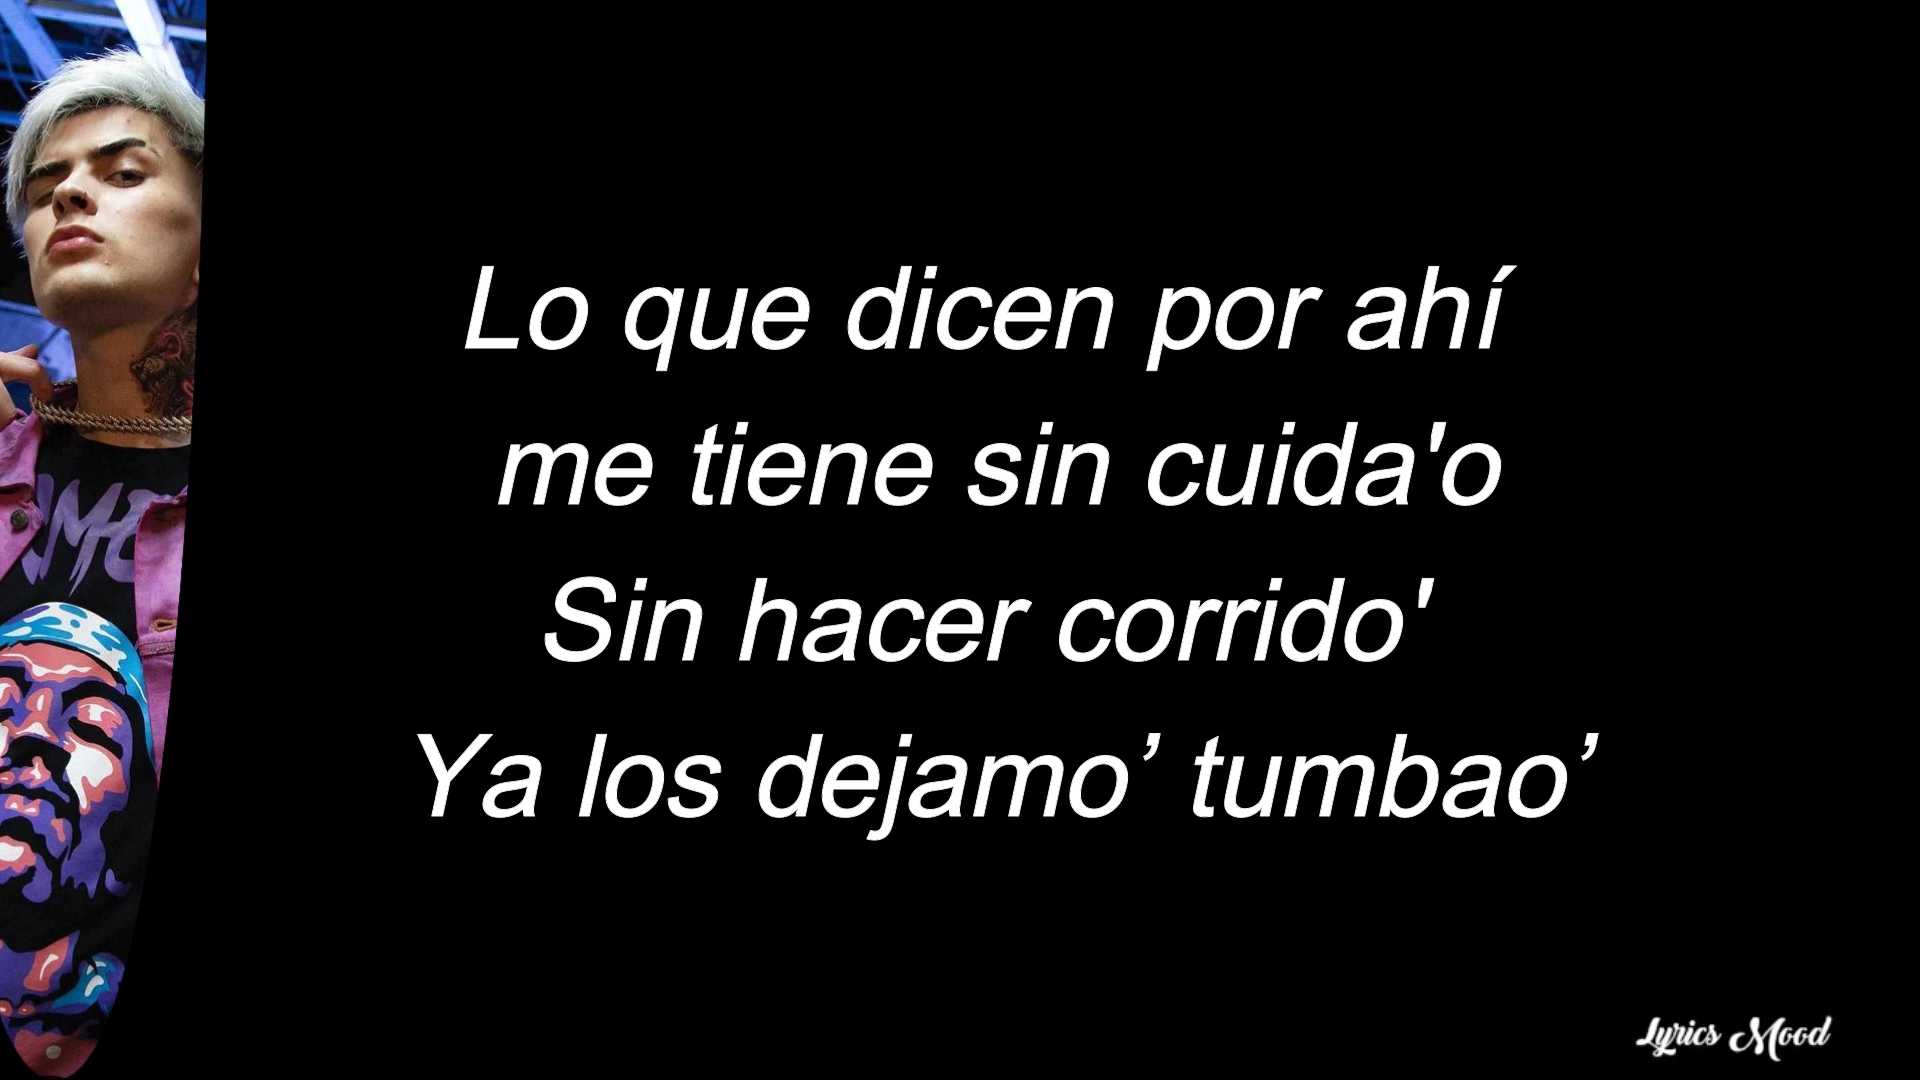 Lo que dicen por ahí
me tiene sin cuida'o
Sin hacer corrido'
Ya los dejamo’ tumbao’
Lyrics Mood